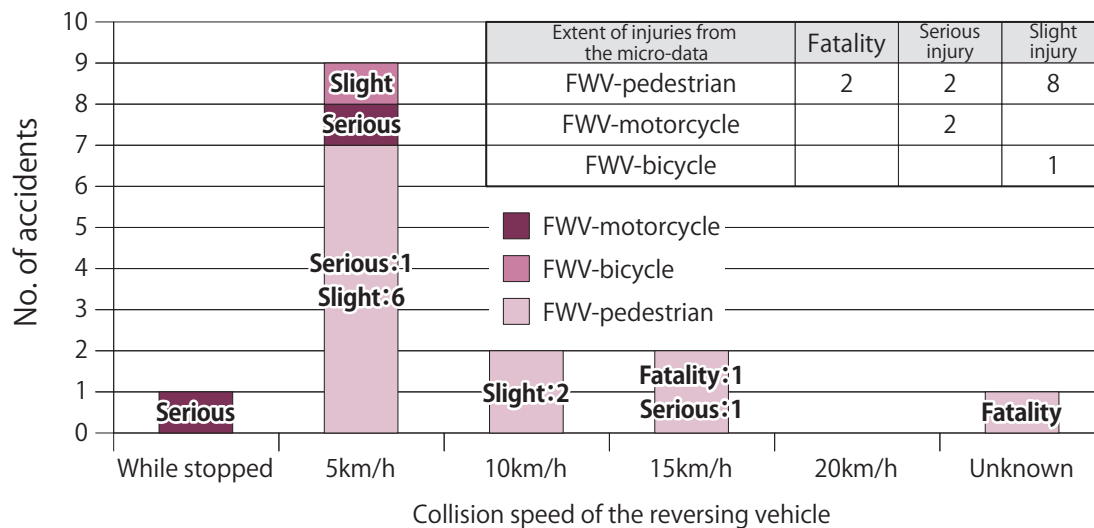 Extent of injuries from
the micro-data
Fatality
Serious
injury
Slight
injury
FWV-pedestrian 2 2 8
FWV-motorcycle 2
FWV-bicycle 1
No. of accidents
10
9
8
7
6
5
4
3
2
1
0
Slight
Serious
Serious:1
Slight:6
Serious
Slight:2
Fatality:1
Serious:1
Fatality
FWV-motorcycle
FWV-bicycle
FWV-pedestrian
While stopped 5km/h 10km/h 15km/h 20km/h Unknown
Collision speed of the reversing vehicle